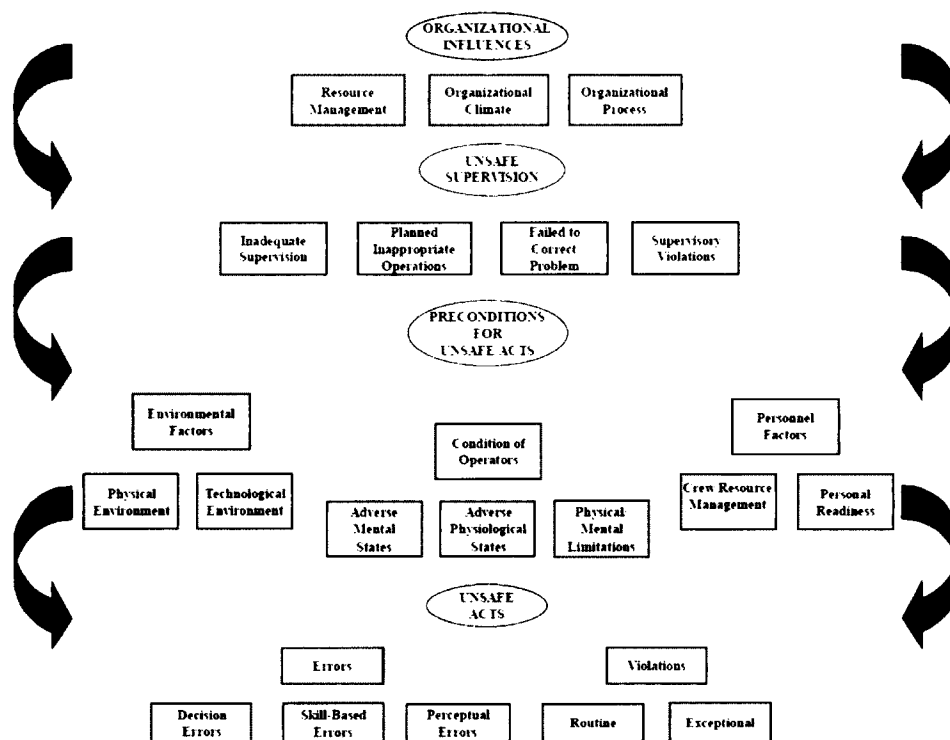 ORGANIZATIONAL
INFLUENCES
Resource
Management
Organizational
Climate
Organizational
Process
UNSAFE
SUPERVISION
Inadequate
Supervision
Planned
Inappropriate
Operations
Failed to
Correct
Problem
Supervisory
Violations
PRECONDITIONS
FOR
UNSAFE ACTS
Environmental
Factors
Condition of
Operators
Personnel
Factors
Physical
Environment
Technological
Environment
Adverse
Mental
States
Adverse
Physiological
States
Physical
Mental
Limitations
Crew Resource
Management
Personal
Readiness
UNSAFE
ACTS
Errors
Violations
Decision
Errors
Skill-Based
Errors
Perceptual
Errors
Routine
Exceptional